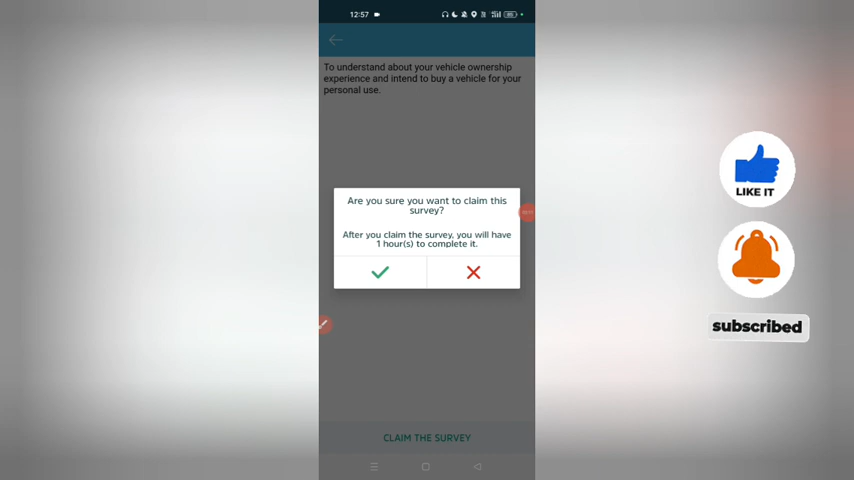 12:57
To understand about your vehicle ownership
experience and intend to buy a vehicle for your
personal use.
Are you sure you want to claim this
survey?
After you claim the survey, you will have
1 hour(s) to complete it.
CLAIM THE SURVEY
LIKE IT
subscribed